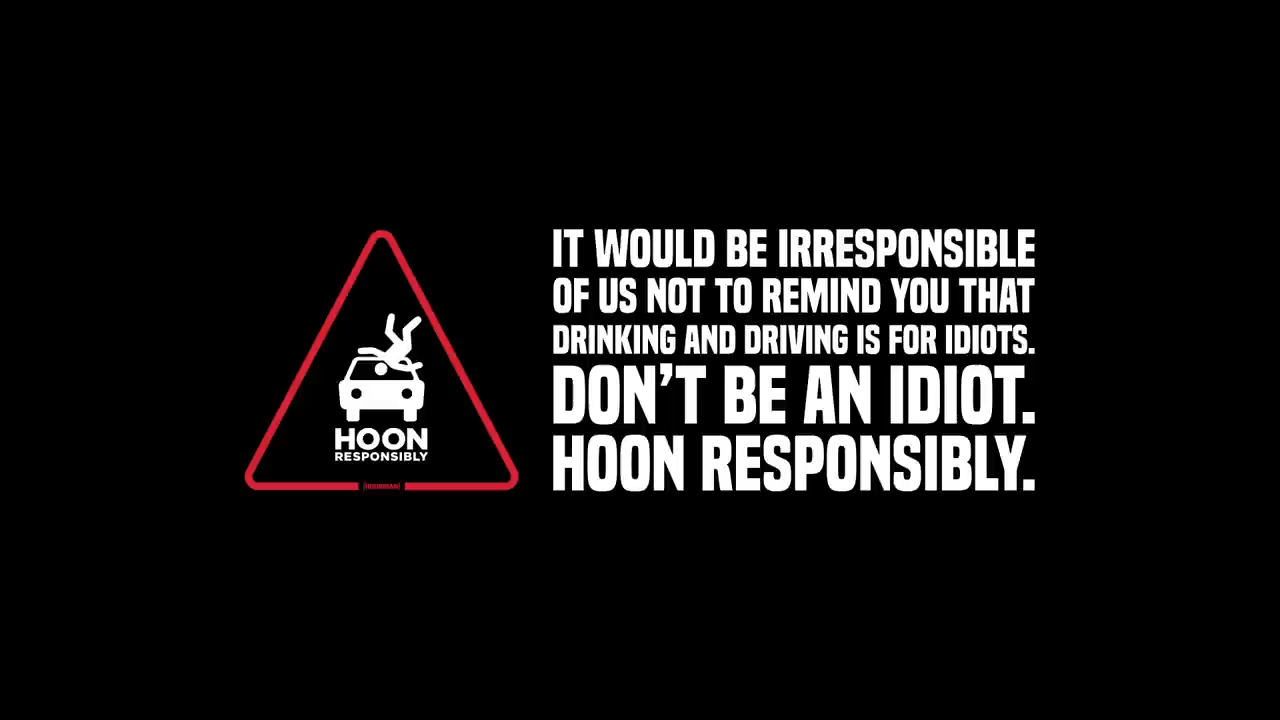 HOON
RESPONSIBLY
IT WOULD BE IRRESPONSIBLE
OF US NOT TO REMIND YOU THAT
DRINKING AND DRIVING IS FOR IDIOTS.
DON'T BE AN IDIOT.
HOON RESPONSIBLY.